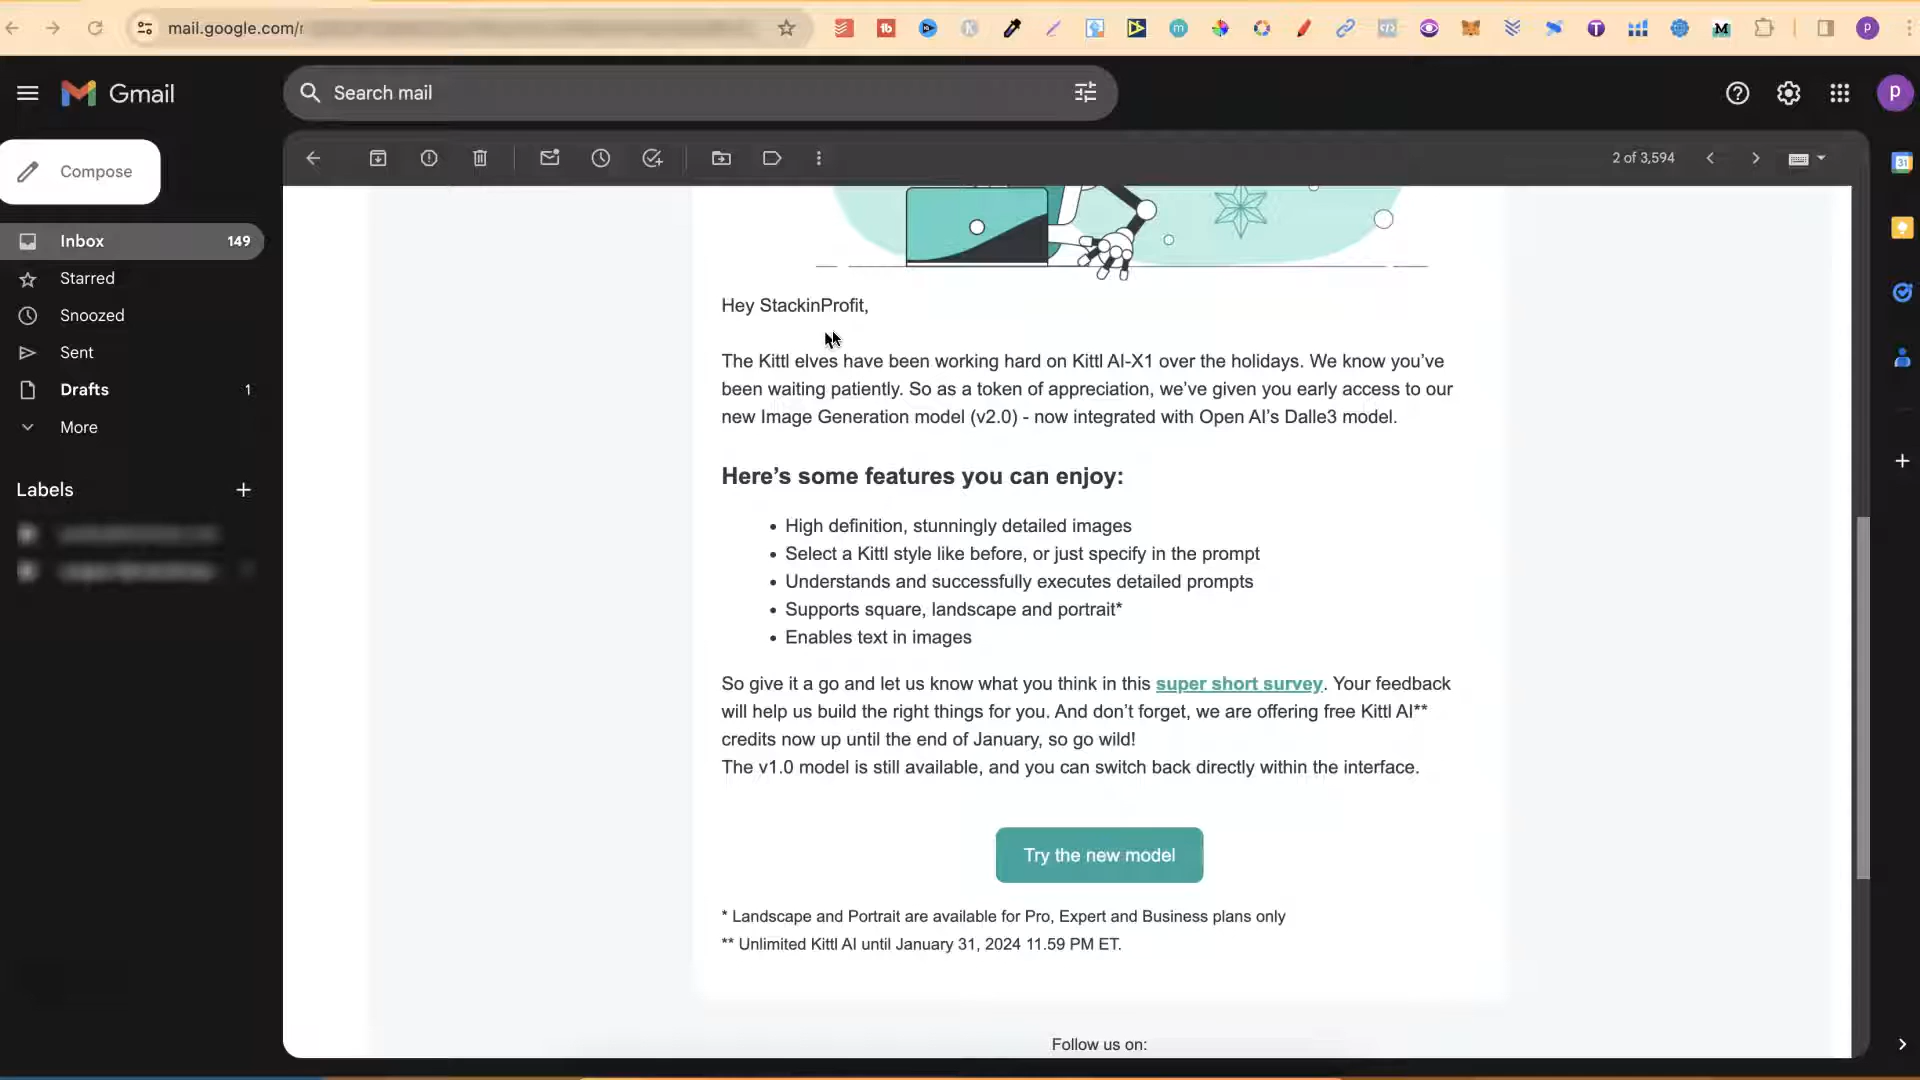 mail.google.com/
Gmail
Search mail
Compose
2 of 3,594
Inbox 149
Starred
Snoozed
Sent
Drafts 1
More
Labels
Hey StackinProfit,
The Kittl elves have been working hard on Kittl AI-X1 over the holidays. We know you’ve
been waiting patiently. So as a token of appreciation, we’ve given you early access to our
new Image Generation model (v2.0) - now integrated with Open AI’s Dalle3 model.
Here’s some features you can enjoy:
• High definition, stunningly detailed images
• Select a Kittl style like before, or just specify in the prompt
• Understands and successfully executes detailed prompts
• Supports square, landscape and portrait*
• Enables text in images
So give it a go and let us know what you think in this super short survey. Your feedback
will help us build the right things for you. And don’t forget, we are offering free Kittl AI**
credits now up until the end of January, so go wild!
The v1.0 model is still available, and you can switch back directly within the interface.
Try the new model
* Landscape and Portrait are available for Pro, Expert and Business plans only
** Unlimited Kittl AI until January 31, 2024 11.59 PM ET.
Follow us on: